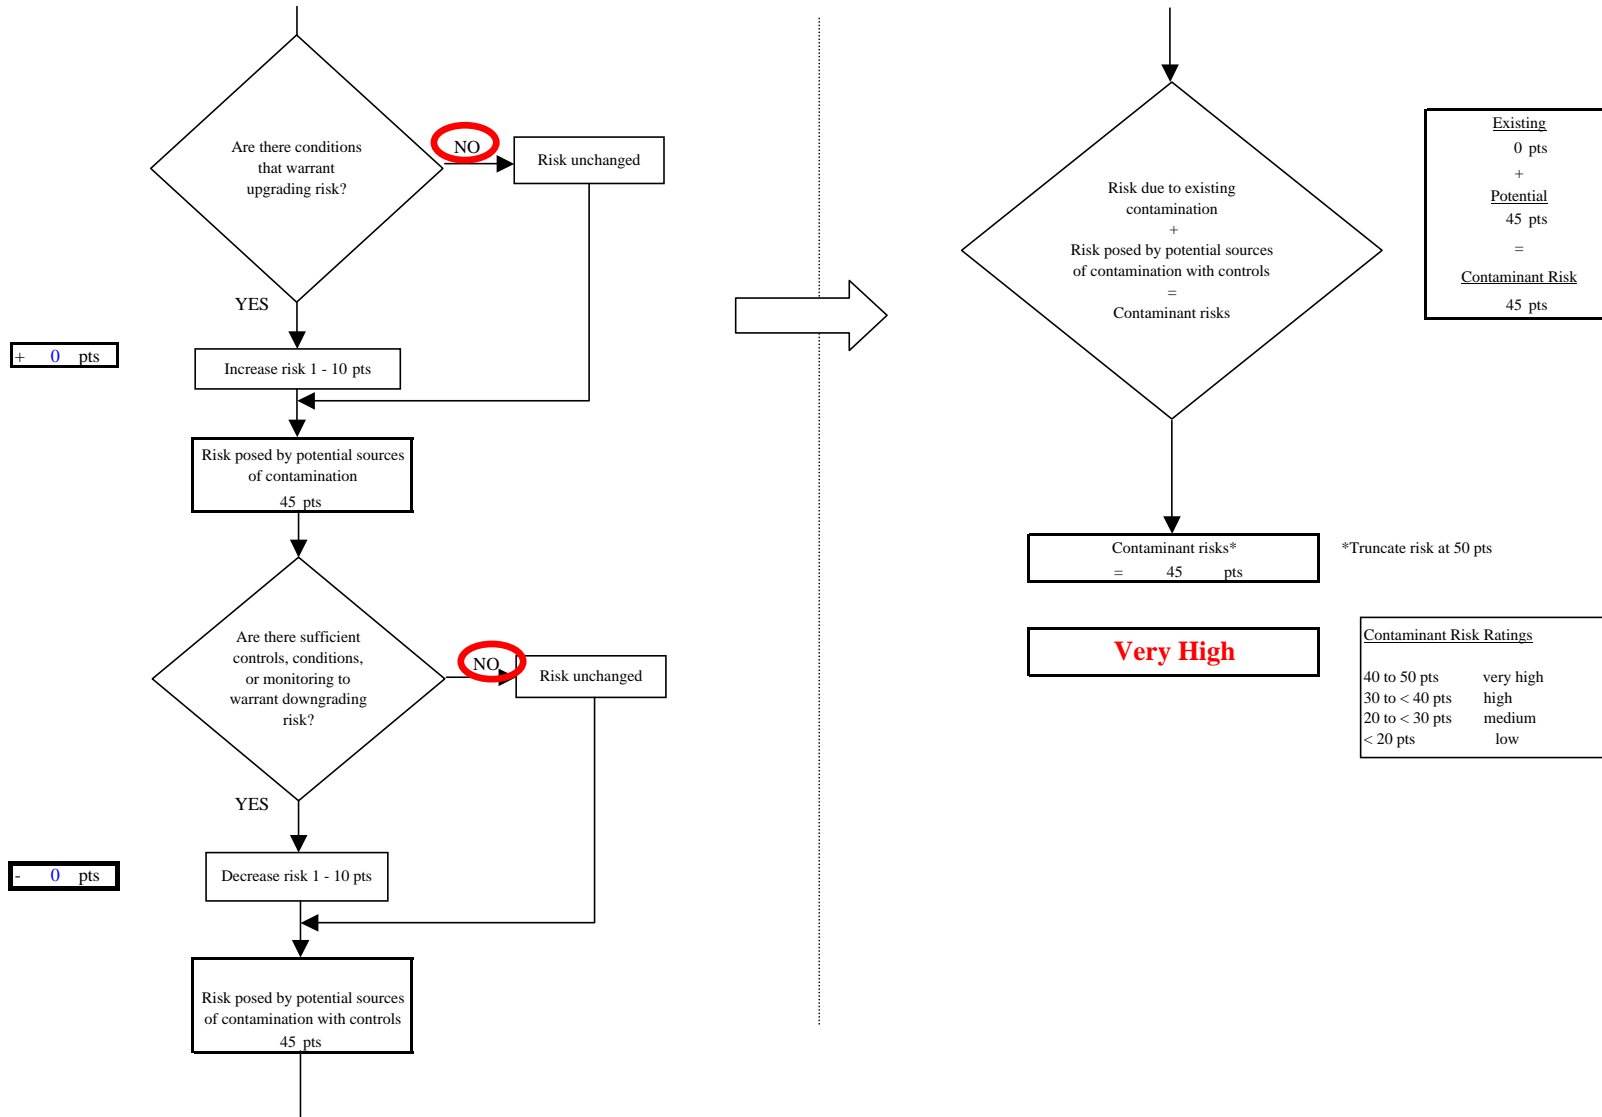 Are there conditions
that warrant
upgrading risk?
NO
Risk unchanged
YES
+ 0 pts
Increase risk 1 - 10 pts
Risk posed by potential sources
of contamination
45 pts
Are there sufficient
controls, conditions,
or monitoring to
warrant downgrading
risk?
NO
Risk unchanged
YES
- 0 pts
Decrease risk 1 - 10 pts
Risk posed by potential sources
of contamination with controls
45 pts
Risk due to existing
contamination
+
Risk posed by potential sources
of contamination with controls
=
Contaminant risks
Existing
0 pts
+
Potential
45 pts
=
Contaminant Risk
45 pts
Contaminant risks*
= 45 pts
*Truncate risk at 50 pts
Very High
Contaminant Risk Ratings
40 to 50 pts very high
30 to < 40 pts high
20 to < 30 pts medium
< 20 pts low